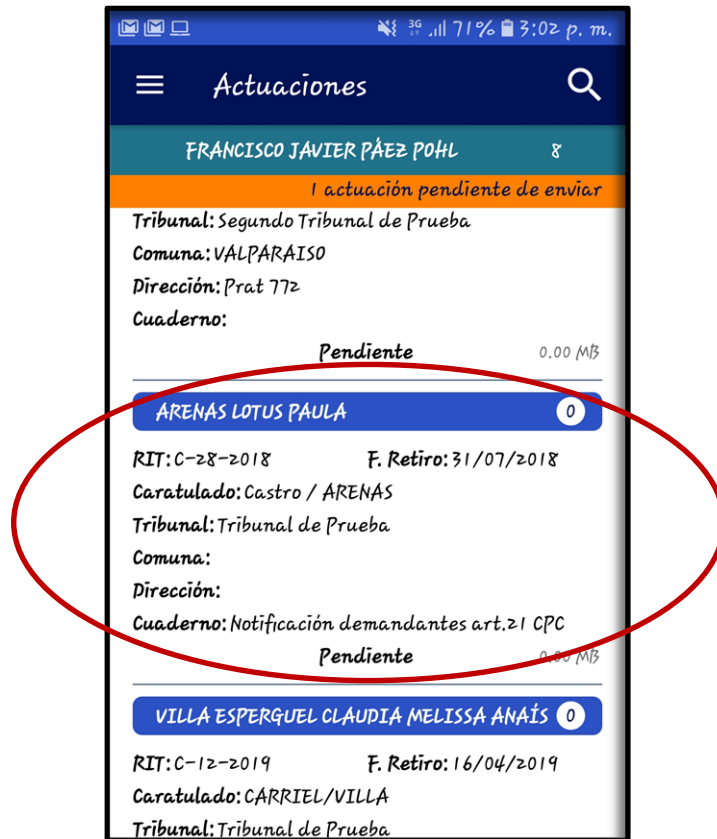 3G 71% 3:02 p. m.
Actuaciones
FRANCISCO JAVIER PÁEZ POHL 8
1 actuación pendiente de enviar
Tribunal: Segundo Tribunal de Prueba
Comuna: VALPARAISO
Dirección: Prat 772
Cuaderno:
Pendiente 0.00 MB
ARENAS LOTUS PAULA 0
RIT: C-28-2018 F. Retiro: 31/07/2018
Caratulado: Castro / ARENAS
Tribunal: Tribunal de Prueba
Comuna:
Dirección:
Cuaderno: Notificación demandantes art.21 CPC
Pendiente 0.00 MB
VILLA ESPERGUEL CLAUDIA MELISSA ANAÍS 0
RIT: C-12-2019 F. Retiro: 16/04/2019
Caratulado: CARRIEL/VILLA
Tribunal: Tribunal de Prueba